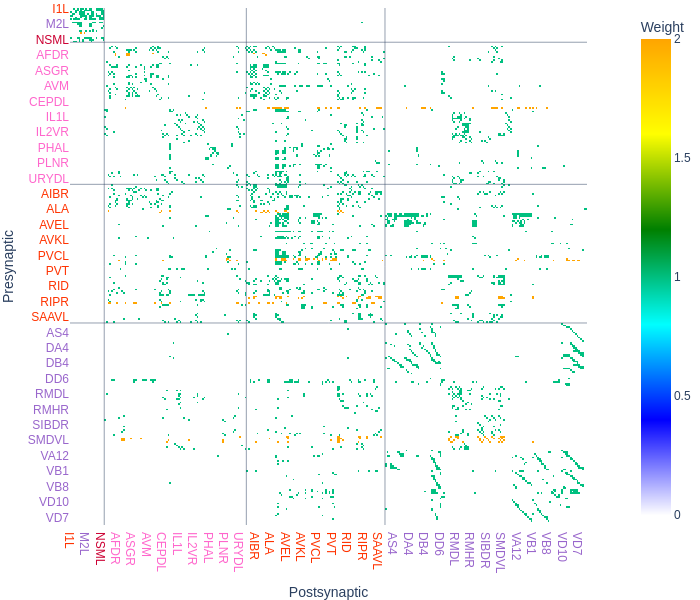 Weight
2
1.5
1
0.5
0
Presynaptic
I1L
M2L
NSML
AFDR
ASGR
AVM
CEPDL
IL1L
IL2VR
PHAL
PLNR
URYDL
AIBR
ALA
AVEL
AVKL
PVCL
PVT
RID
RIPR
SAAVL
AS4
DA4
DB4
DD6
RMDL
RMHR
SIBDR
SMDVL
VA12
VB1
VB8
VD10
VD7
I1L
M2L
NSML
AFDR
ASGR
AVM
CEPDL
IL1L
IL2VR
PHAL
PLNR
URYDL
AIBR
ALA
AVEL
AVKL
PVCL
PVT
RID
RIPR
SAAVL
AS4
DA4
DB4
DD6
RMDL
RMHR
SIBDR
SMDVL
VA12
VB1
VB8
VD10
VD7
Postsynaptic